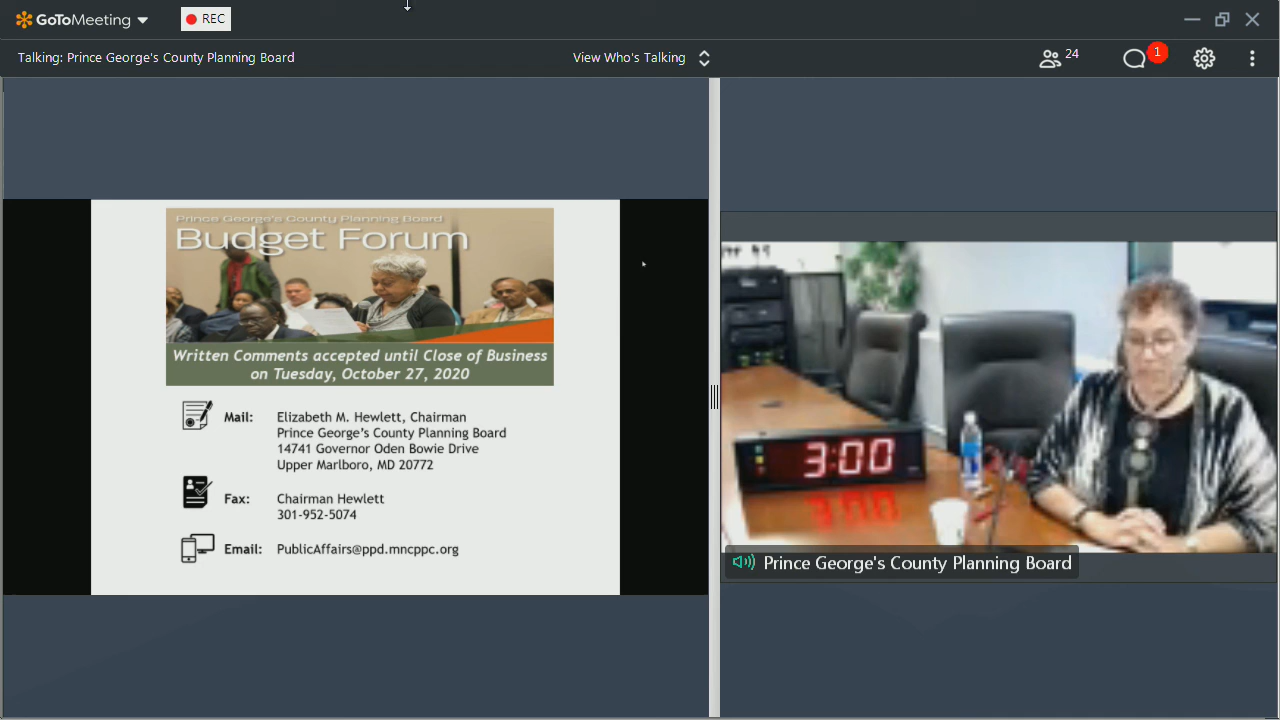 GoToMeeting
REC
Talking: Prince George's County Planning Board
View Who's Talking
24
1
Prince George's County Planning Board
Budget Forum
Written Comments accepted until Close of Business
on Tuesday, October 27, 2020
Mail: Elizabeth M. Hewlett, Chairman
Prince George's County Planning Board
14741 Governor Oden Bowie Drive
Upper Marlboro, MD 20772
Fax: Chairman Hewlett
301-952-5074
Email: PublicAffairs@ppd.mncppc.org
3:00
Prince George's County Planning Board